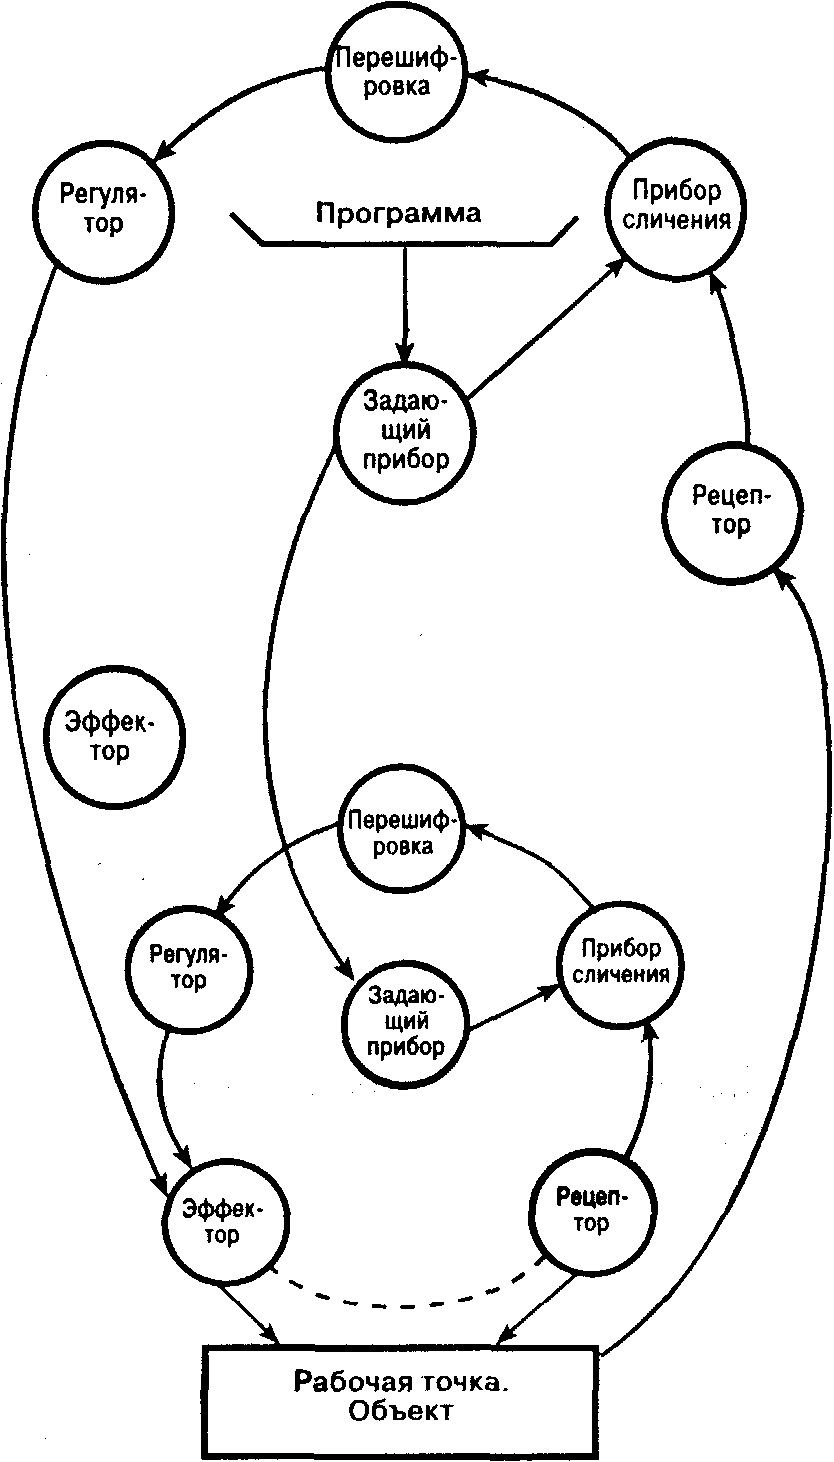 Перешиф-
ровка
Регуля-
тор
Программа
Прибор
сличения
Задаю-
щий
прибор
Рецеп-
тор
Эффек-
тор
Перешиф-
ровка
Регуля-
тор
Прибор
сличения
Задаю-
щий
прибор
Эффек-
тор
Рецеп-
тор
Рабочая точка.
Объект